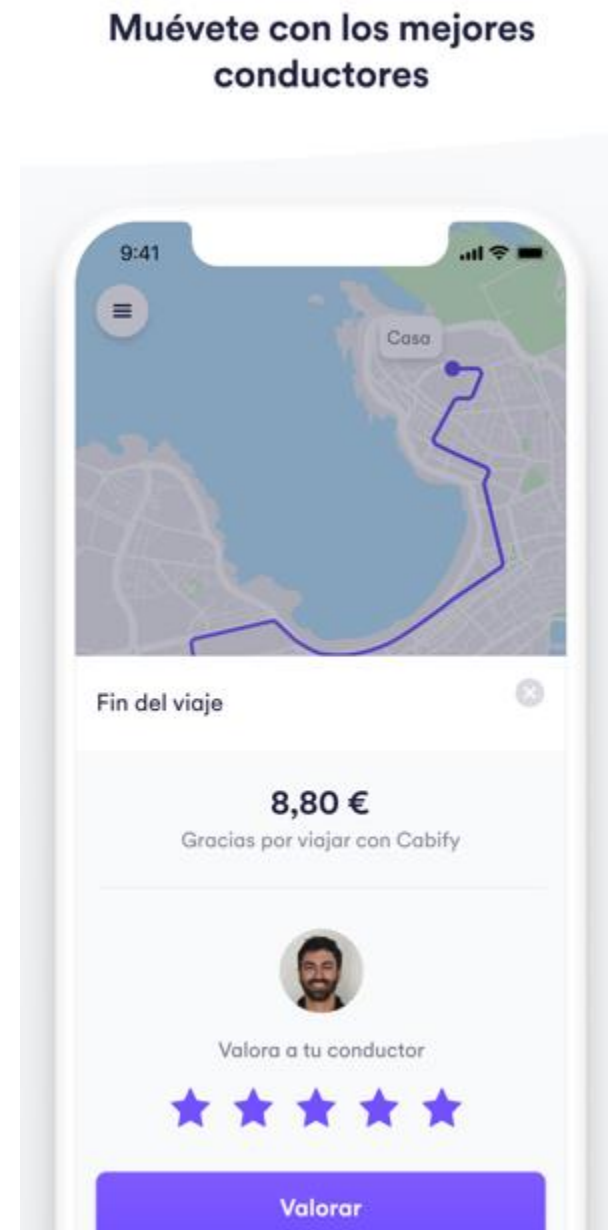 Muévete con los mejores
conductores
9:41
Casa
Fin del viaje
8,80 €
Gracias por viajar con Cabify
Valora a tu conductor
Valorar